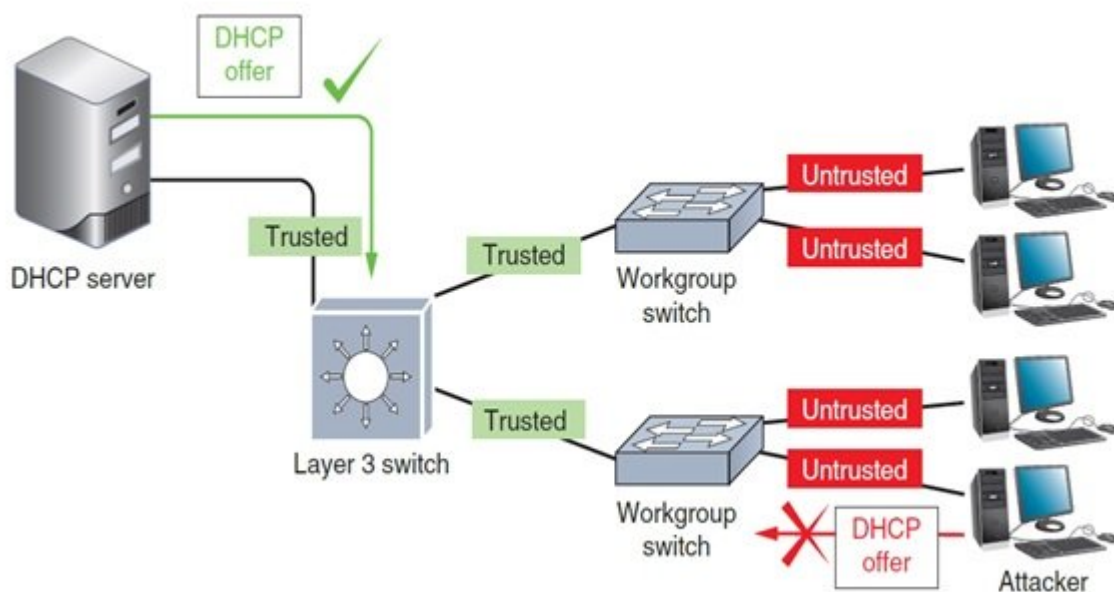 DHCP
offer
DHCP server
Trusted
Layer 3 switch
Trusted
Workgroup
switch
Untrusted
Untrusted
Trusted
Workgroup
switch
Untrusted
Untrusted
DHCP
offer
Attacker